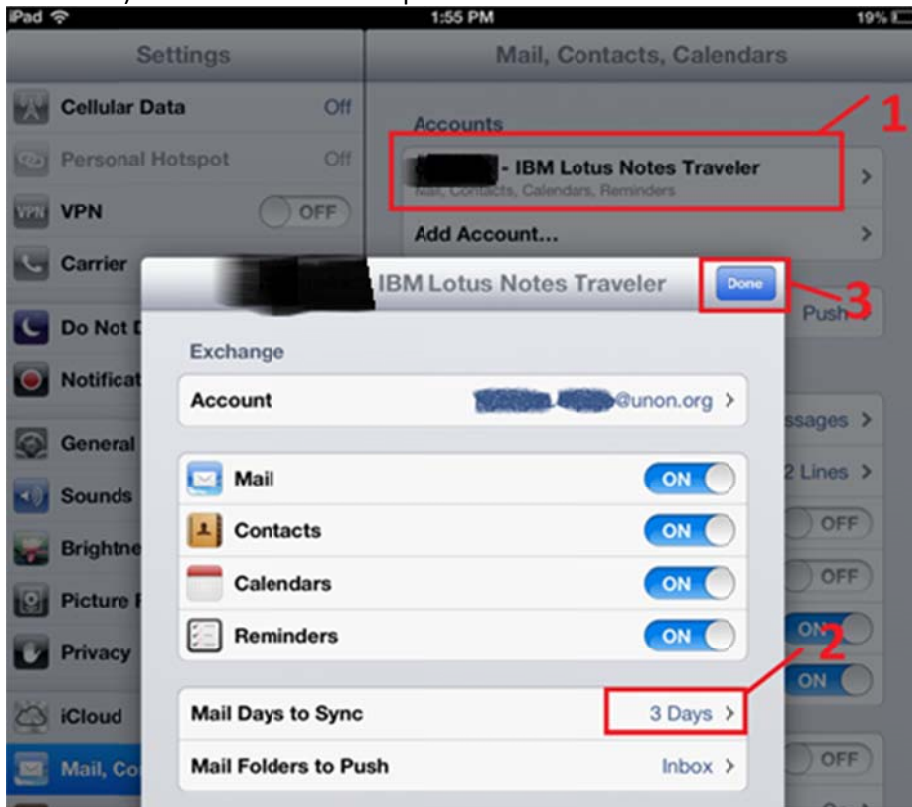 iPad 1:55 PM 19%
Settings
Mail, Contacts, Calendars
Cellular Data Off
Personal Hotspot Off
VPN VPN OFF
Carrier
Do Not D
Notificat
General
Sounds
Brightne
Picture F
Privacy
iCloud
Mail, Co
Accounts
1
- IBM Lotus Notes Traveler
Mail, Contacts, Calendars, Reminders
Add Account...
Push
ssages
2 Lines
OFF
OFF
ON
ON
OFF
IBM Lotus Notes Traveler
Done
3
Exchange
Account @unon.org
Mail ON
Contacts ON
Calendars ON
Reminders ON
2
Mail Days to Sync 3 Days
Mail Folders to Push Inbox